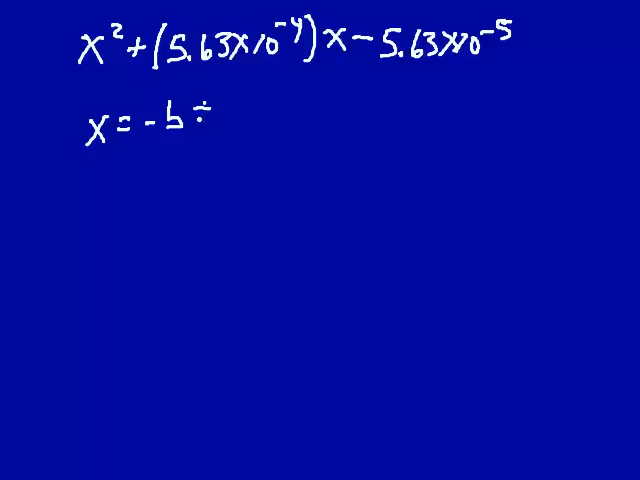 x² + (5.63x10⁻⁴)x - 5.63x10⁻⁵
x = -b ÷